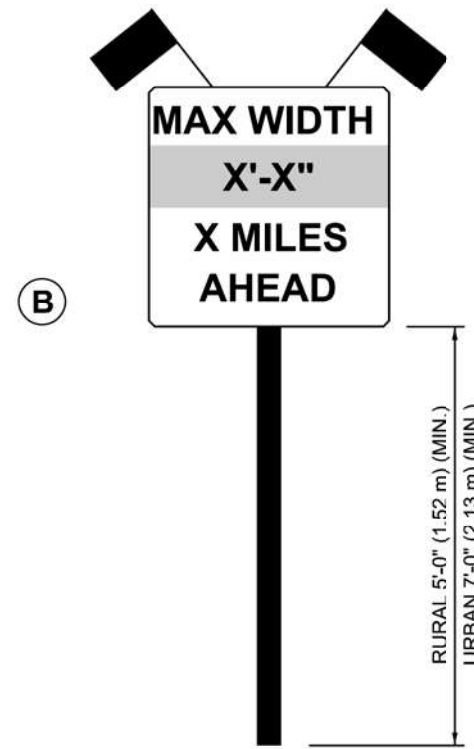 MAX WIDTH
X'-X"
X MILES
AHEAD
B
RURAL 5'-0" (1.52 m) (MIN.)
URBAN 7'-0" (2.13 m) (MIN.)